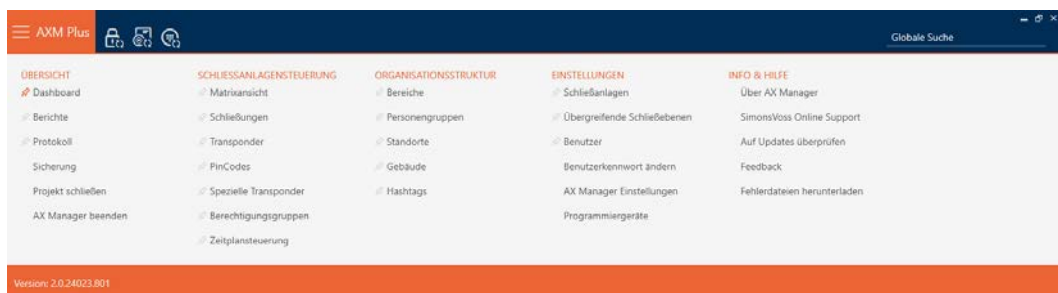 AXM Plus
Globale Suche
ÜBERSICHT
Dashboard
Berichte
Protokoll
Sicherung
Projekt schließen
AX Manager beenden
SCHLIESSANLAGENSTEUERUNG
Matrixansicht
Schließungen
Transponder
PinCodes
Spezielle Transponder
Berechtigungsgruppen
Zeitplansteuerung
ORGANISATIONSSTRUKTUR
Bereiche
Personengruppen
Standorte
Gebäude
Hashtags
EINSTELLUNGEN
Schließanlagen
Übergreifende Schließebenen
Benutzer
Benutzerkennwort ändern
AX Manager Einstellungen
Programmiergeräte
INFO & HILFE
Über AX Manager
SimonsVoss Online Support
Auf Updates überprüfen
Feedback
Fehlerdateien herunterladen
Version: 2.0.24023.801